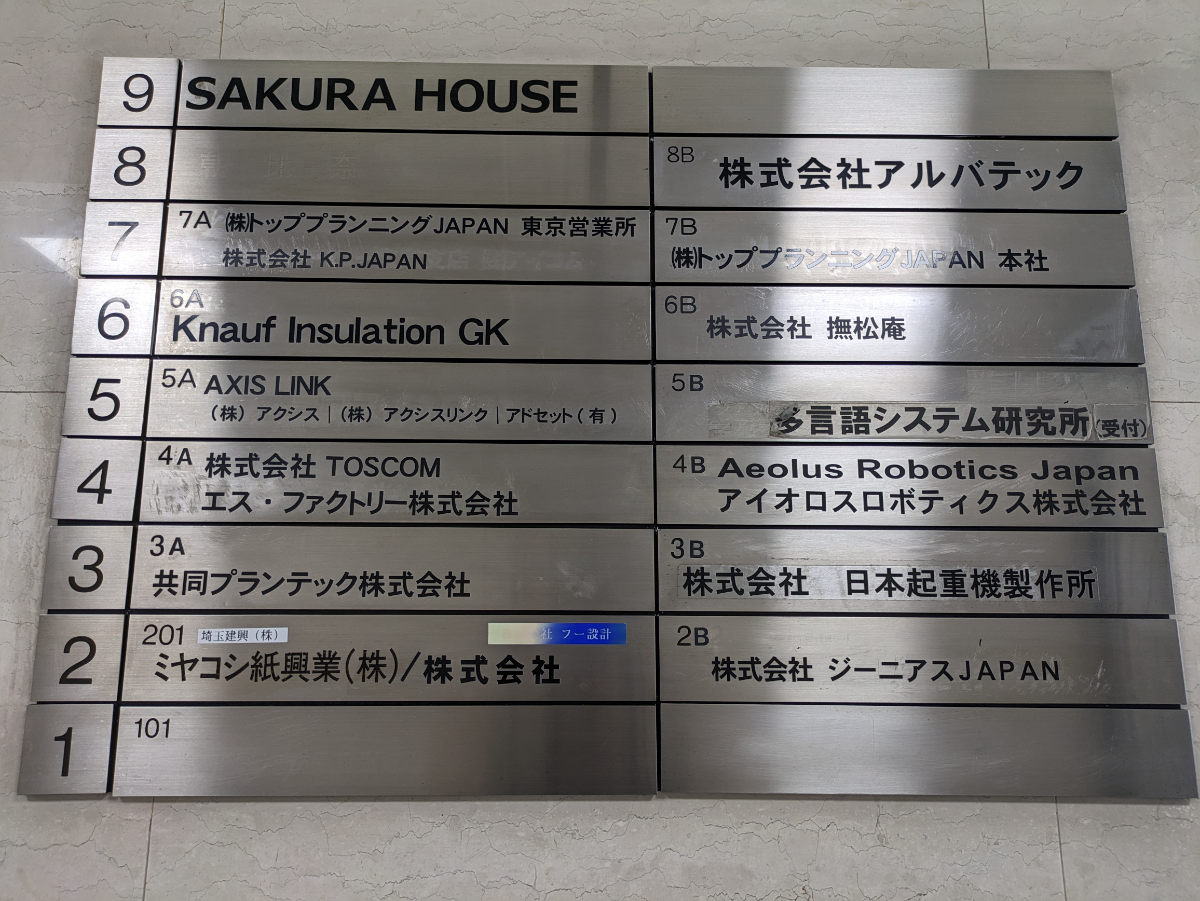 9
SAKURA HOUSE
8
8B
株式会社アルバテック
7
7A ㈱トッププランニングJAPAN 東京営業所
株式会社 K.P.JAPAN
7B
㈱トッププランニングJAPAN 本社
6
6A
Knauf Insulation GK
6B
株式会社 撫松庵
5
5A AXIS LINK
（株）アクシス｜（株）アクシスリンク｜アドセット(有)
5B
多言語システム研究所(受付)
4
4A 株式会社 TOSCOM
エス・ファクトリー株式会社
4B Aeolus Robotics Japan
アイオロスロボティクス株式会社
3
3A
共同プランテック株式会社
3B
株式会社 日本起重機製作所
2
201 埼玉建興（株） 社 フー設計
ミヤコシ紙興業(株)/株式会社
2B
株式会社 ジーニアスJAPAN
1
101